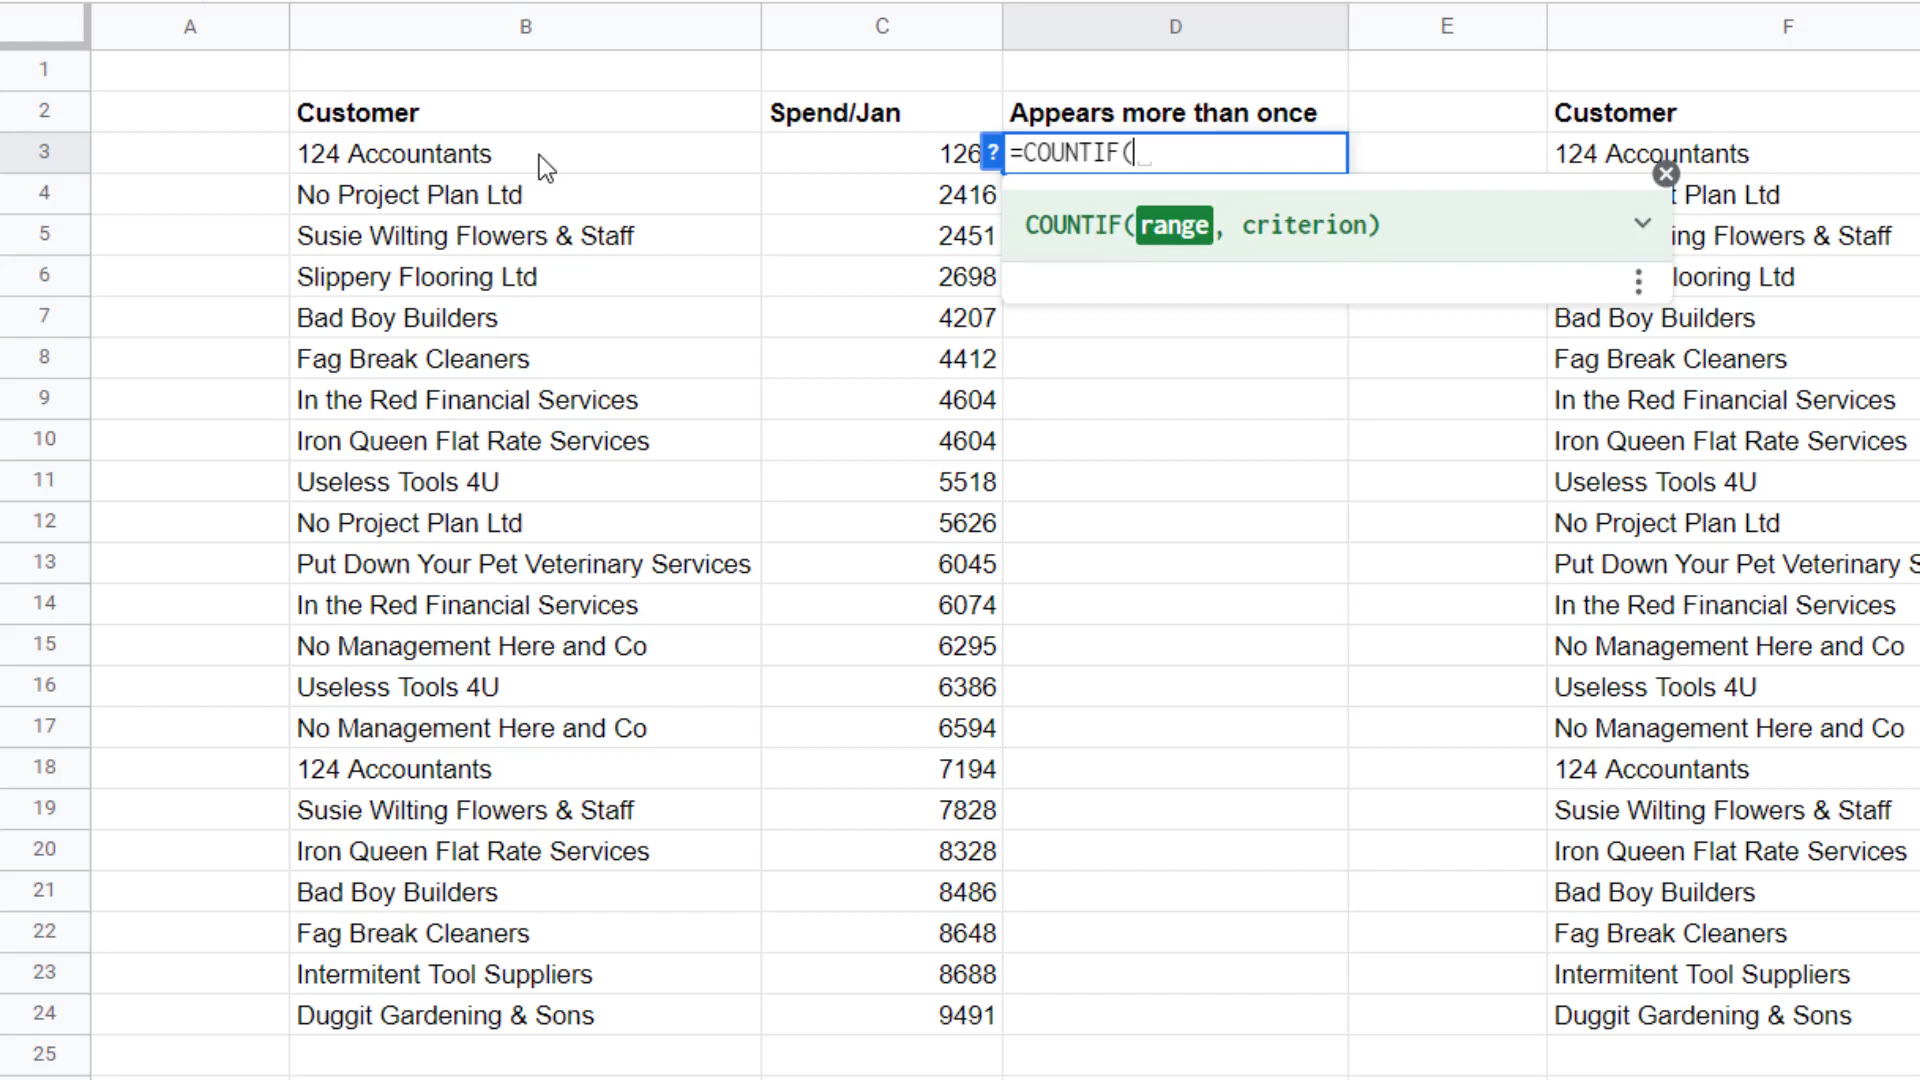 A B C D E F
1
2 Customer Spend/Jan Appears more than once Customer
3 124 Accountants 126 ? =COUNTIF( 124 Accountants
4 No Project Plan Ltd 2416 Plan Ltd
COUNTIF(range, criterion)
5 Susie Wilting Flowers & Staff 2451 ing Flowers & Staff
6 Slippery Flooring Ltd 2698 looring Ltd
7 Bad Boy Builders 4207 Bad Boy Builders
8 Fag Break Cleaners 4412 Fag Break Cleaners
9 In the Red Financial Services 4604 In the Red Financial Services
10 Iron Queen Flat Rate Services 4604 Iron Queen Flat Rate Services
11 Useless Tools 4U 5518 Useless Tools 4U
12 No Project Plan Ltd 5626 No Project Plan Ltd
13 Put Down Your Pet Veterinary Services 6045 Put Down Your Pet Veterinary S
14 In the Red Financial Services 6074 In the Red Financial Services
15 No Management Here and Co 6295 No Management Here and Co
16 Useless Tools 4U 6386 Useless Tools 4U
17 No Management Here and Co 6594 No Management Here and Co
18 124 Accountants 7194 124 Accountants
19 Susie Wilting Flowers & Staff 7828 Susie Wilting Flowers & Staff
20 Iron Queen Flat Rate Services 8328 Iron Queen Flat Rate Services
21 Bad Boy Builders 8486 Bad Boy Builders
22 Fag Break Cleaners 8648 Fag Break Cleaners
23 Intermitent Tool Suppliers 8688 Intermitent Tool Suppliers
24 Duggit Gardening & Sons 9491 Duggit Gardening & Sons
25